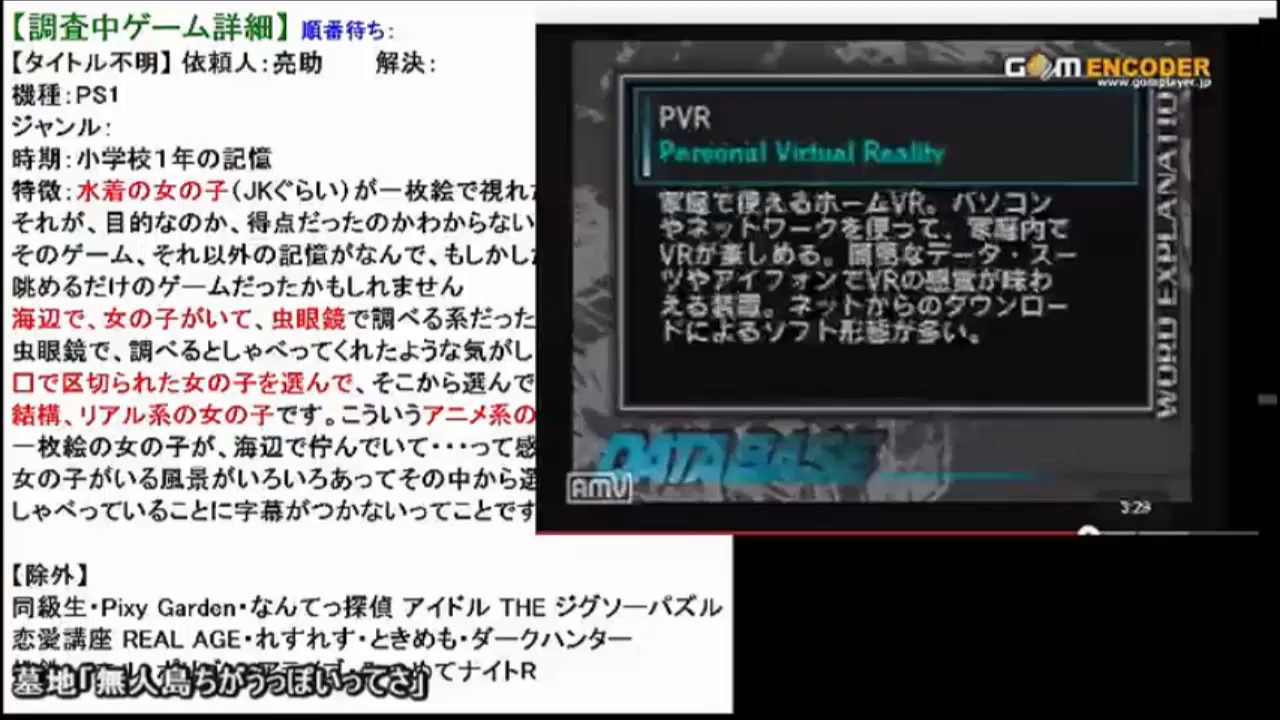 【調査中ゲーム詳細】 順番待ち:
【タイトル不明】 依頼人:亮助 解決:
機種:PS1
ジャンル:
時期:小学校1年の記憶
特徴:水着の女の子(JKぐらい)が一枚絵で視れ
それが、目的なのか、得点だったのかわからない
そのゲーム、それ以外の記憶がなんで、もしかし
眺めるだけのゲームだったかもしれません
海辺で、女の子がいて、虫眼鏡で調べる系だった
虫眼鏡で、調べるとしゃべってくれたような気がし
口で区切られた女の子を選んで、そこから選んで
結構、リアル系の女の子です。こういうアニメ系の
一枚絵の女の子が、海辺で佇んでいて・・・って感
女の子がいる風景がいろいろあってその中から選
しゃべっていることに字幕がつかないってことです
【除外】
同級生・Pixy Garden・なんてっ探偵 アイドル THE ジグソーパズル
恋愛講座 REAL AGE・れすれす・ときめも・ダークハンター
めてナイトR
墓地「無人島ちがうっぽいってさ」
GOM ENCODER
www.gomplayer.jp
PVR
Personal Virtual Reality
家庭で使えるホームVR。パソコン
やネットワークを使って、家庭内で
VRが楽しめる。簡易なデータ・スー
ツやアイフォンでVRの感覚が味わ
える装置。ネットからのダウンロー
ドによるソフト形態が多い。
WORD EXPLANATIO
DATABASE
AMV
3:23